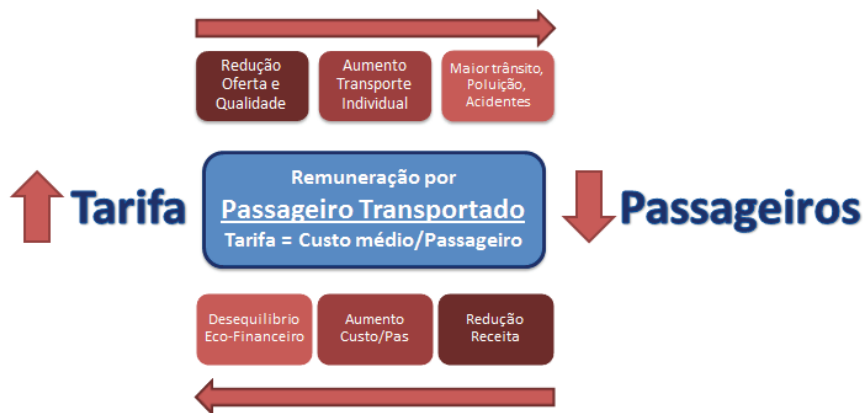 Redução
Oferta e
Qualidade
Aumento
Transporte
Individual
Maior trânsito,
Poluição,
Acidentes
Tarifa
Remuneração por
Passageiro Transportado
Tarifa = Custo médio/Passageiro
Passageiros
Desequilibrio
Eco-Financeiro
Aumento
Custo/Pas
Redução
Receita